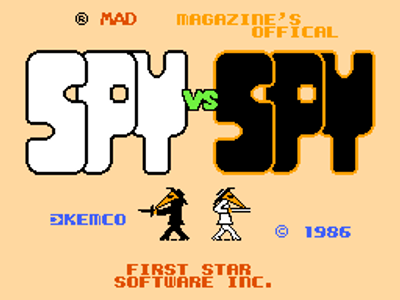 ® MAD MAGAZINE'S
OFFICAL
SPY vs SPY
KEMCO
© 1986
FIRST STAR
SOFTWARE INC.